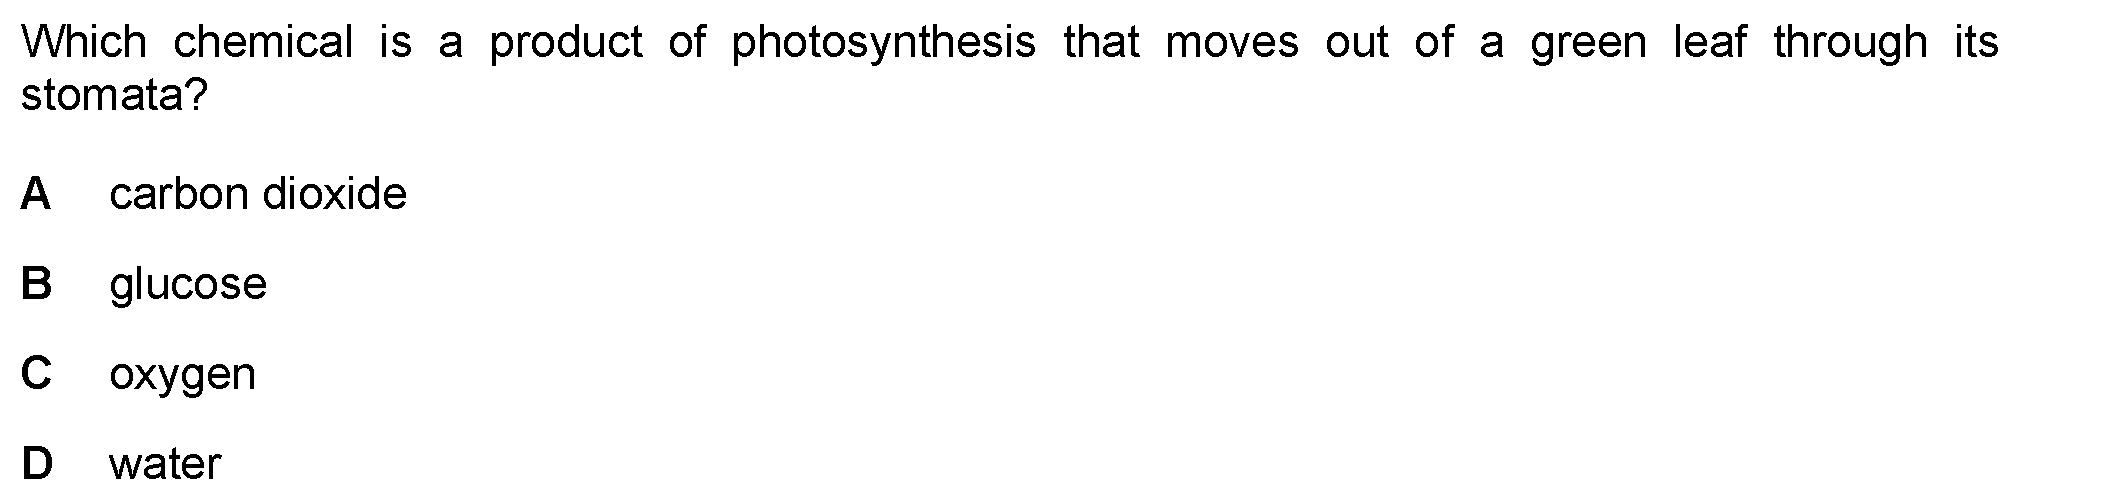 Which chemical is a product of photosynthesis that moves out of a green leaf through its
stomata?
A carbon dioxide
B glucose
C oxygen
D water